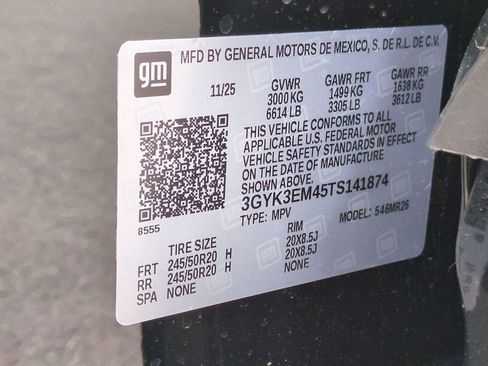 gm
MFD BY GENERAL MOTORS DE MEXICO, S. DE R.L. DE C.V.
11/25 GVWR GAWR FRT GAWR RR
3000 KG 1499 KG 1638 KG
6614 LB 3305 LB 3612 LB
THIS VEHICLE CONFORMS TO ALL
APPLICABLE U.S. FEDERAL MOTOR
VEHICLE SAFETY STANDARDS IN EFFECT
ON THE DATE OF MANUFACTURE
SHOWN ABOVE.
3GYK3EM45TS141874
8555 TYPE: MPV MODEL: 546MR26
TIRE SIZE RIM
FRT 245/50R20 H 20X8.5J
RR 245/50R20 H 20X8.5J
SPA NONE NONE